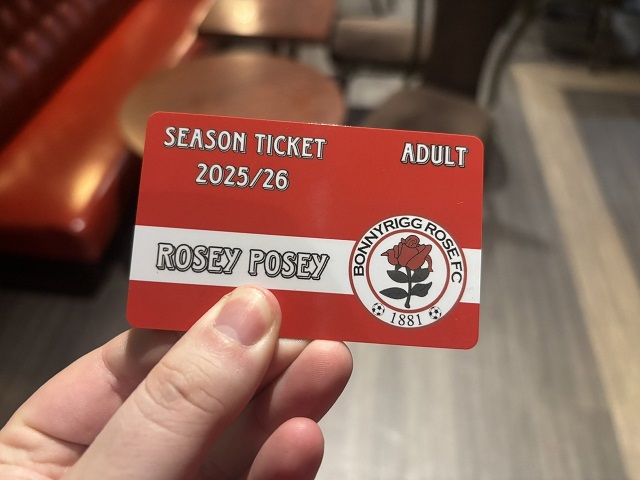 SEASON TICKET
2025/26
ADULT
ROSEY POSEY
BONNYRIGG ROSE FC
1881